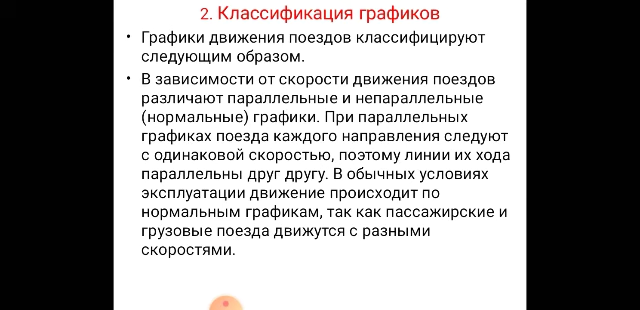 2. Классификация графиков
• Графики движения поездов классифицируют
следующим образом.
• В зависимости от скорости движения поездов
различают параллельные и непараллельные
(нормальные) графики. При параллельных
графиках поезда каждого направления следуют
с одинаковой скоростью, поэтому линии их хода
параллельны друг другу. В обычных условиях
эксплуатации движение происходит по
нормальным графикам, так как пассажирские и
грузовые поезда движутся с разными
скоростями.